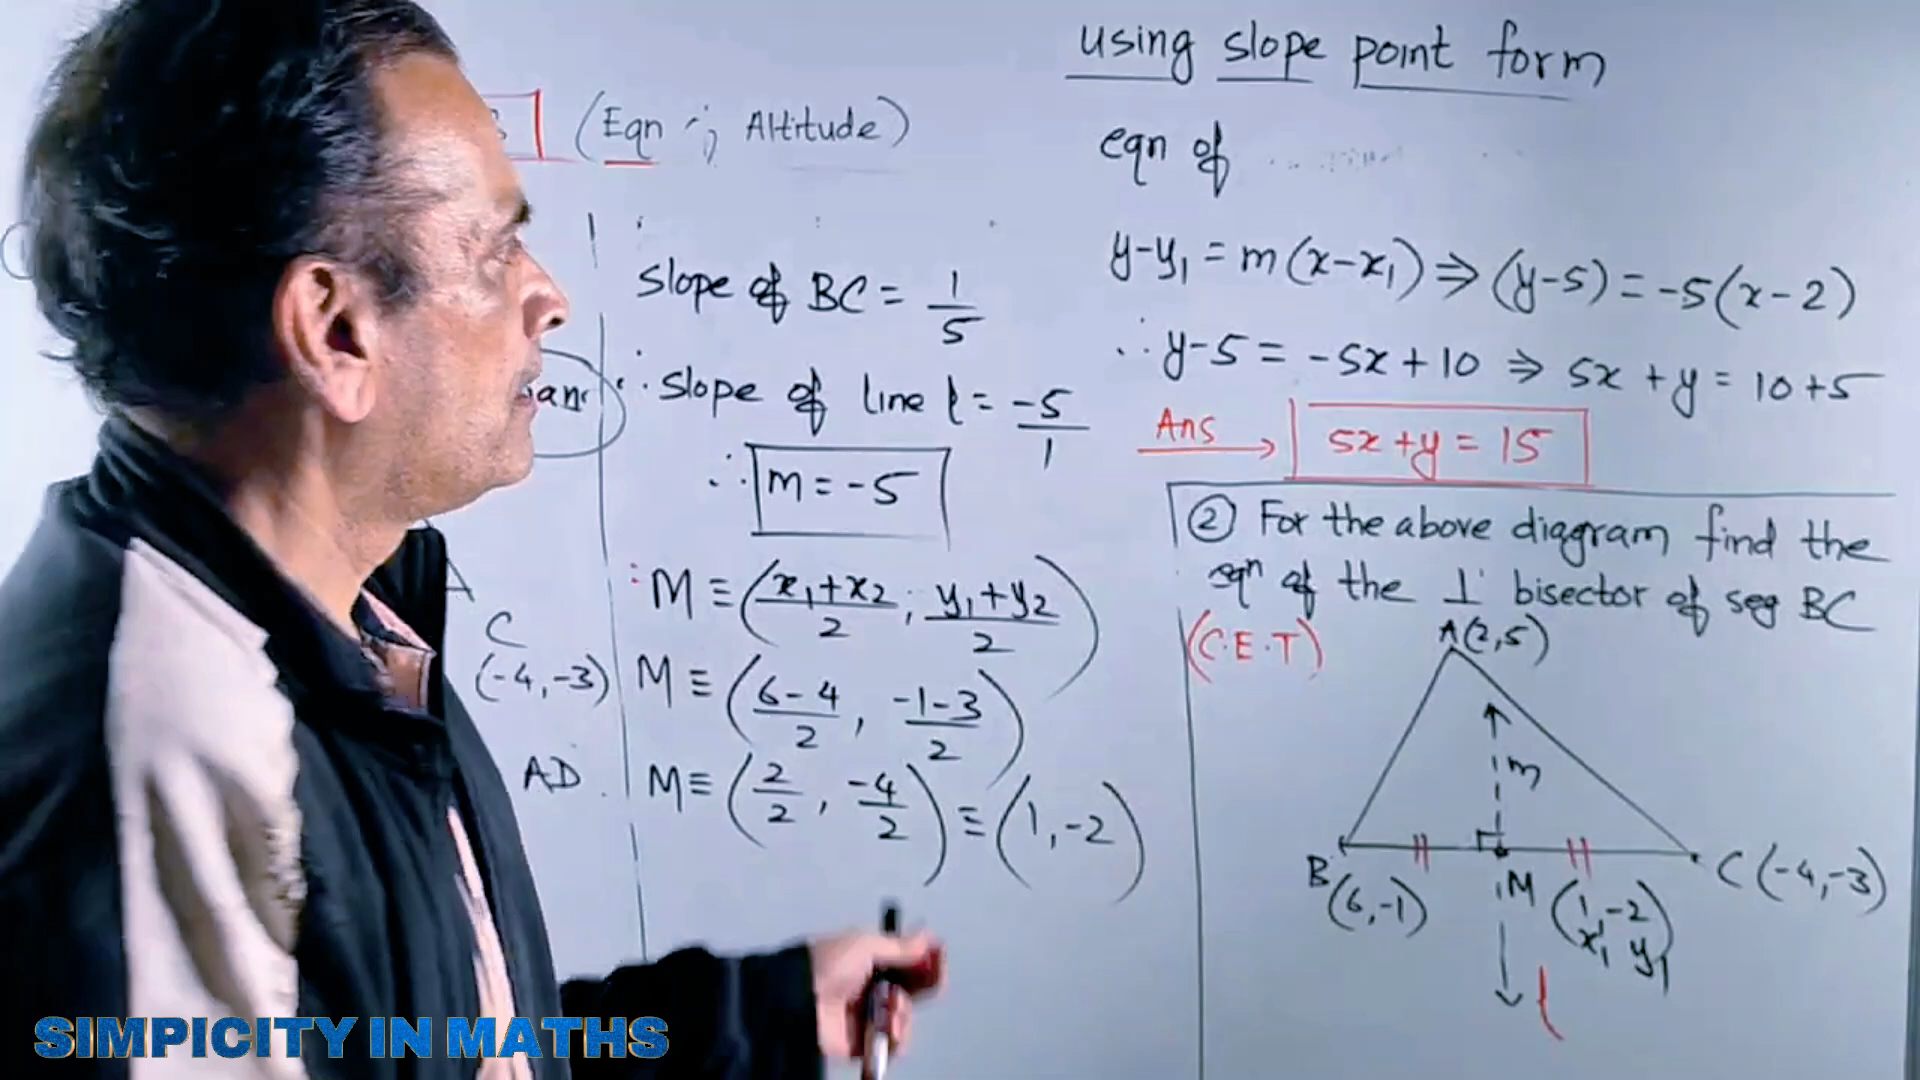 (Eqn of Altitude)
slope of BC = 1/5
∴ slope of line l = -5/1
∴ m = -5
M ≡ (x₁+x₂/2, y₁+y₂/2)
M ≡ (6-4/2, -1-3/2)
M ≡ (2/2, -4/2) ≡ (1,-2)
C
(-4,-3)
AD
using slope point form
eqn of
y-y₁ = m(x-x₁) ⇒ (y-5) = -5(x-2)
∴ y-5 = -5x+10 ⇒ 5x+y = 10+5
Ans → 5x+y = 15
② For the above diagram find the
eqn of the ⊥ bisector of seg BC
(C.E.T)
A(2,5)
m
B (6,-1)
M (1,-2)
x₁ y₁
C(-4,-3)
l
SIMPICITY IN MATHS